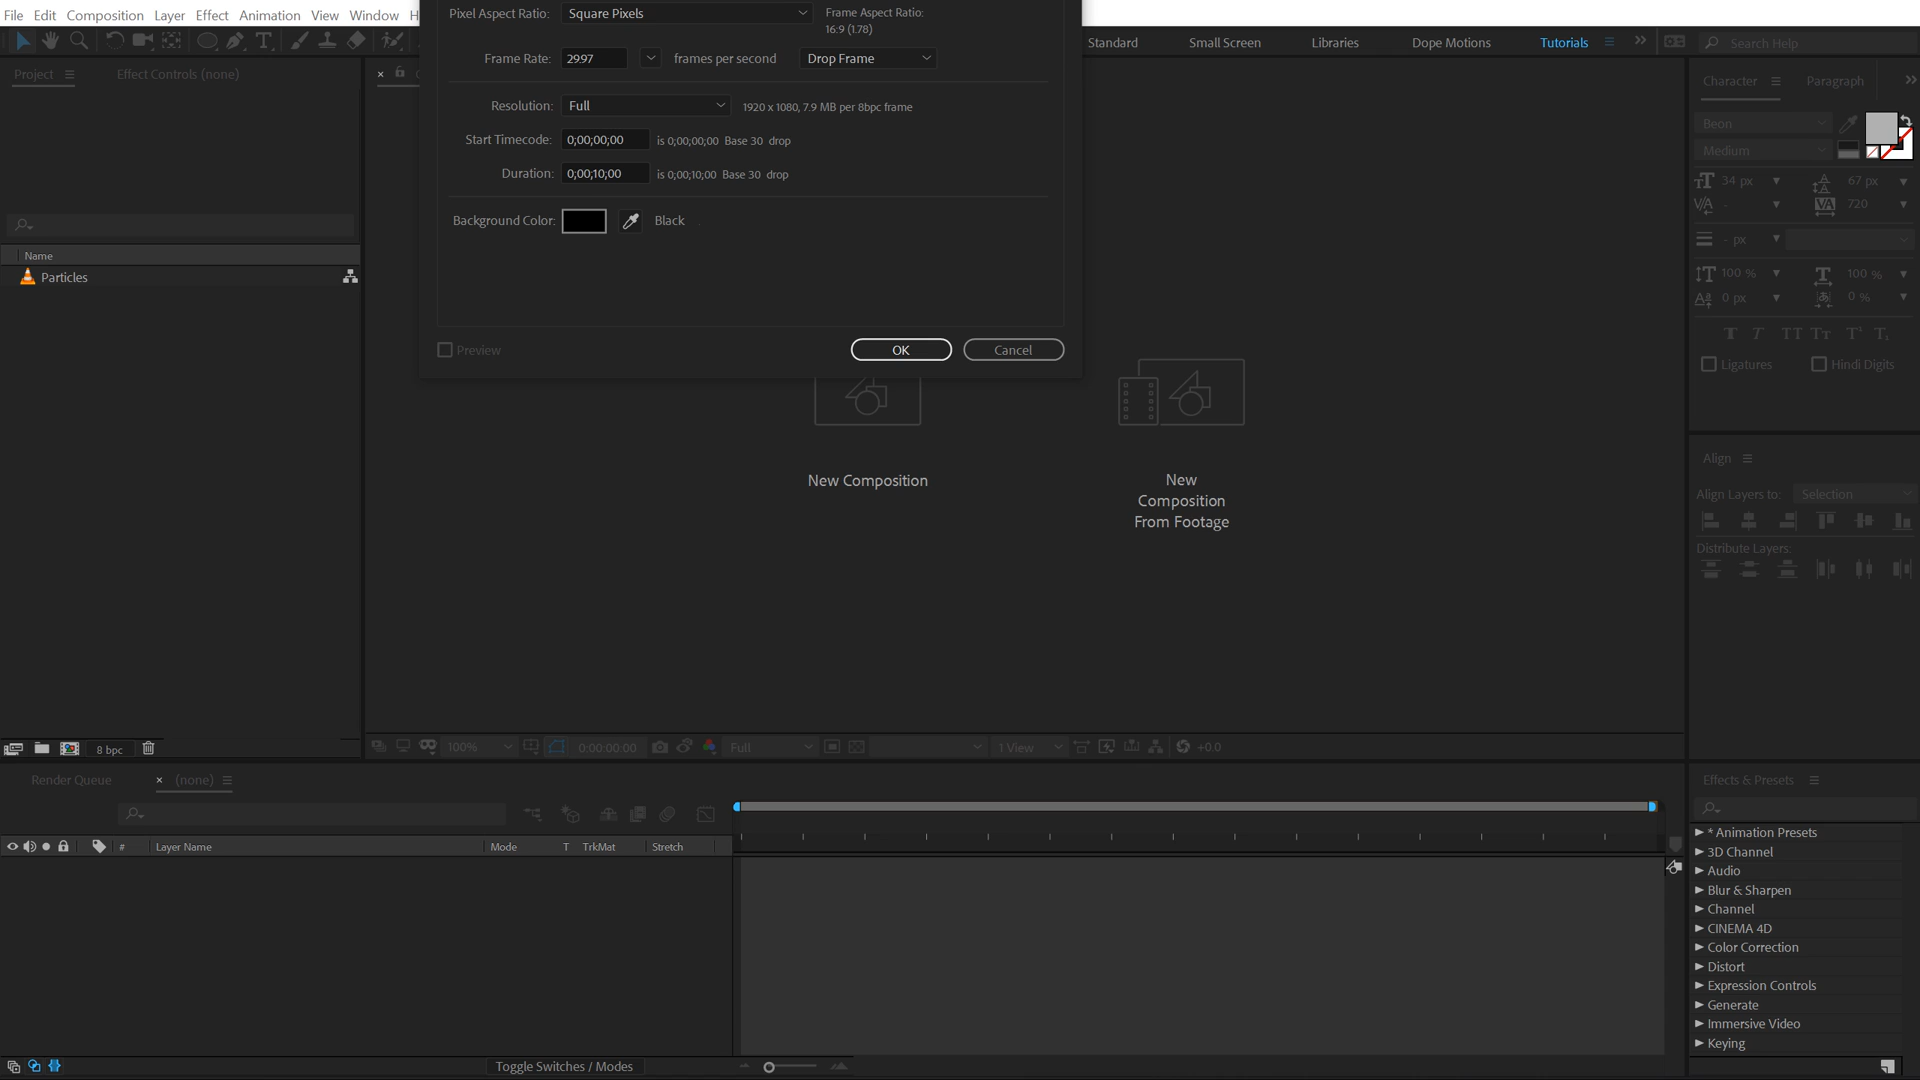 File Edit Composition Layer Effect Animation View Window H
Pixel Aspect Ratio: Square Pixels
Frame Aspect Ratio:
16:9 (1.78)
Frame Rate: 29.97 frames per second Drop Frame
Resolution: Full 1920 x 1080, 7.9 MB per 8bpc frame
Start Timecode: 0;00;00;00 is 0;00;00;00 Base 30 drop
Duration: 0;00;10;00 is 0;00;10;00 Base 30 drop
Background Color: Black
Preview OK Cancel
Standard Small Screen Libraries Dope Motions Tutorials Search Help
Project Effect Controls (none)
Name
Particles
New Composition
New
Composition
From Footage
Character Paragraph
Beon
Medium
34 px 67 px
- 720
- px
100 % 100 %
0 px 0 %
Ligatures Hindi Digits
Align
Align Layers to: Selection
Distribute Layers:
8 bpc
100% 0:00:00:00 Full 1 View +0.0
Render Queue (none)
# Layer Name Mode T TrkMat Stretch
Toggle Switches / Modes
Effects & Presets
* Animation Presets
3D Channel
Audio
Blur & Sharpen
Channel
CINEMA 4D
Color Correction
Distort
Expression Controls
Generate
Immersive Video
Keying